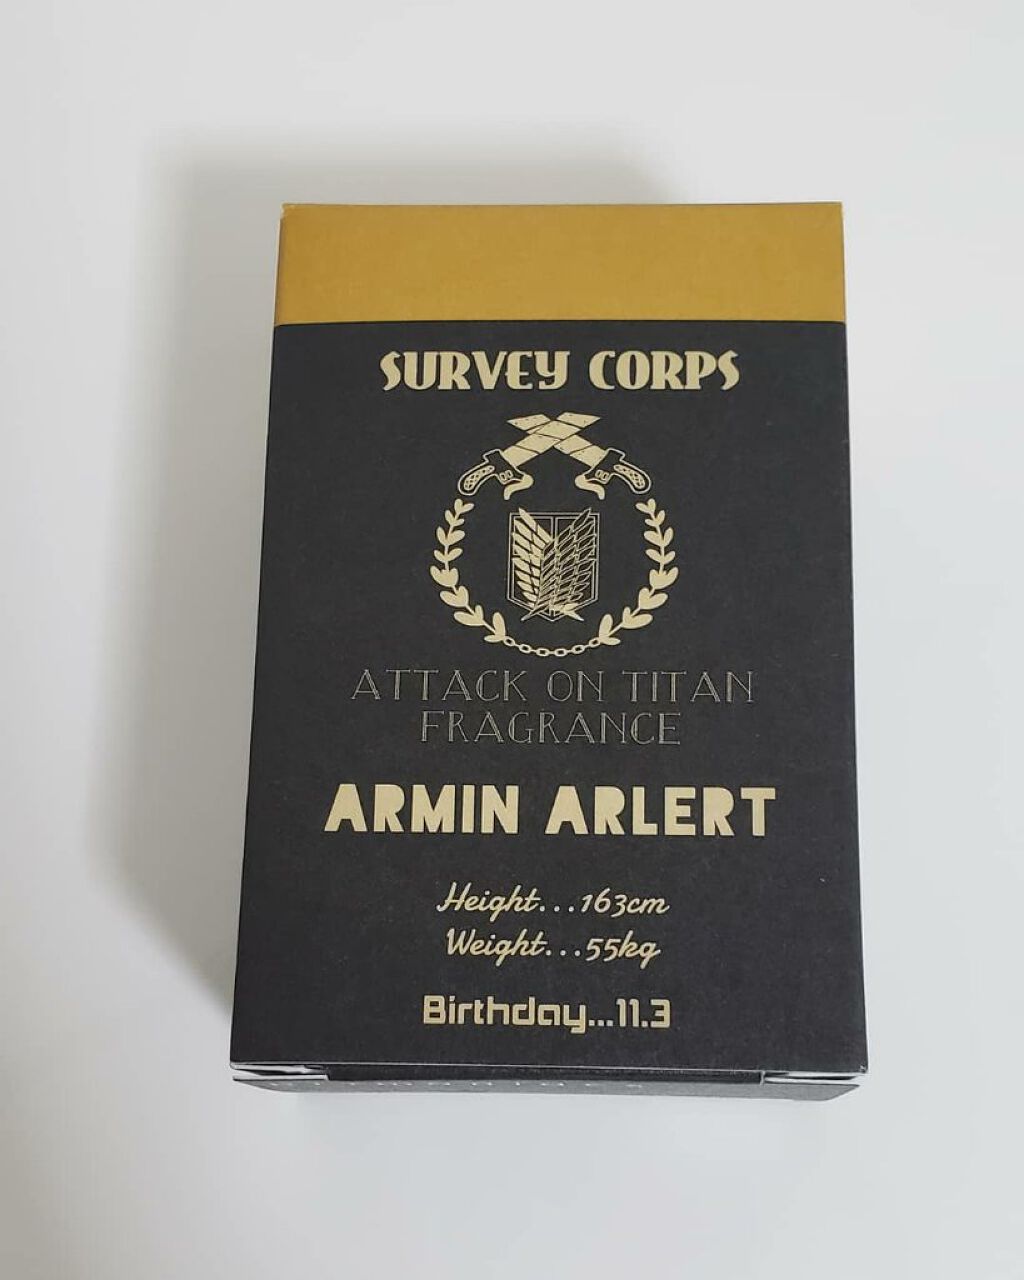 SURVEY CORPS
ATTACK ON TITAN
FRAGRANCE
ARMIN ARLERT
Height...163cm
Weight...55kg
Birthday...11.3